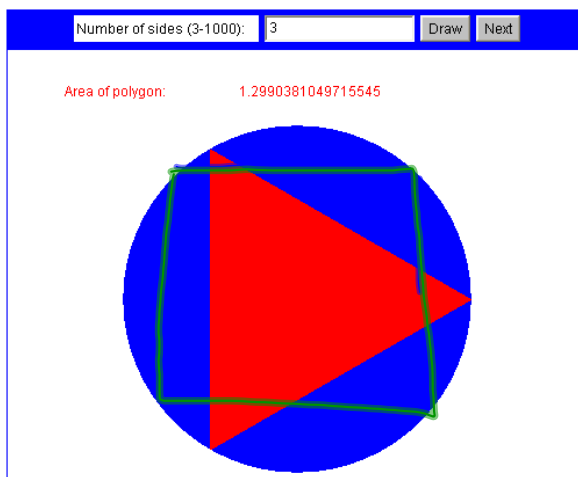 Number of sides (3-1000): 3 Draw Next
Area of polygon: 1.2990381049715545